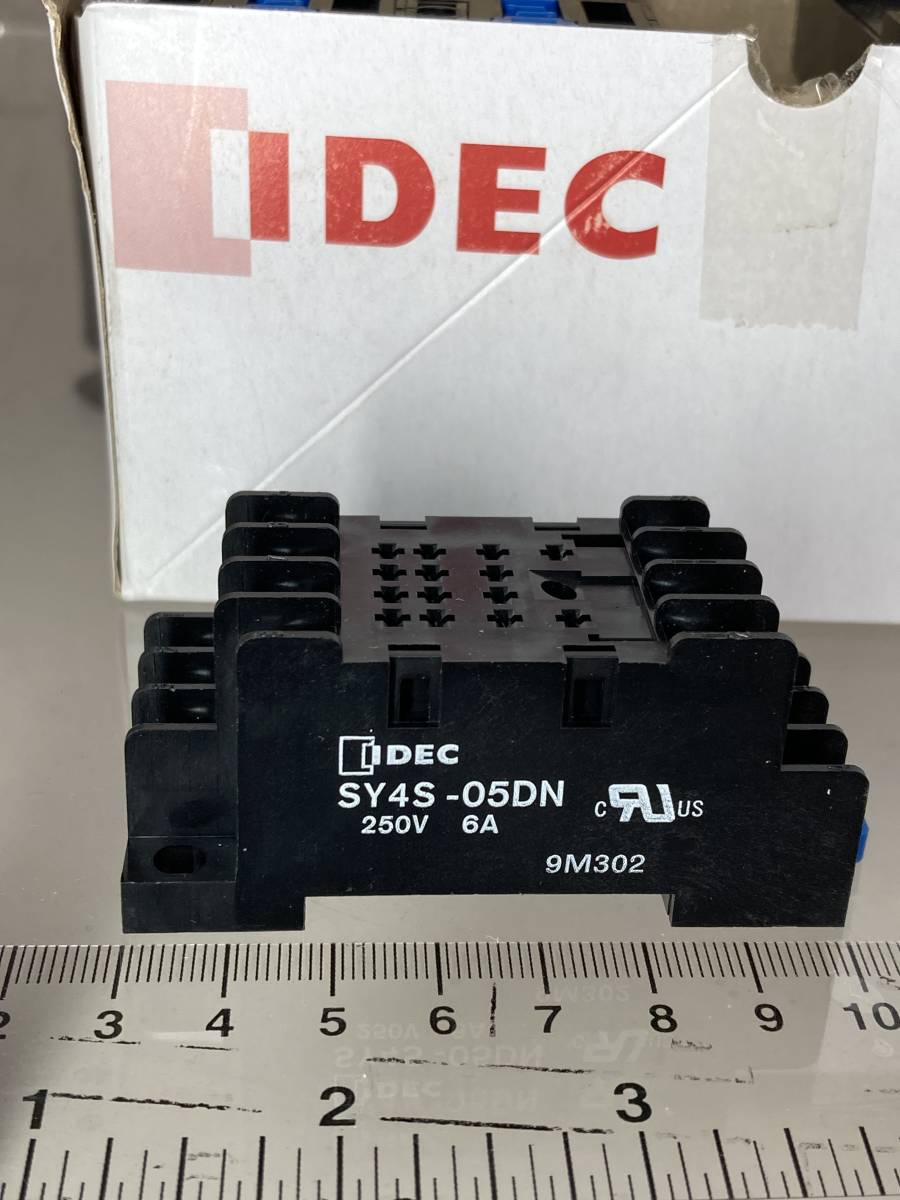 IDEC
IDEC
SY4S -05DN
250V 6A
c RU US
9M302
2 3 4 5 6 7 8 9 10
1 2 3